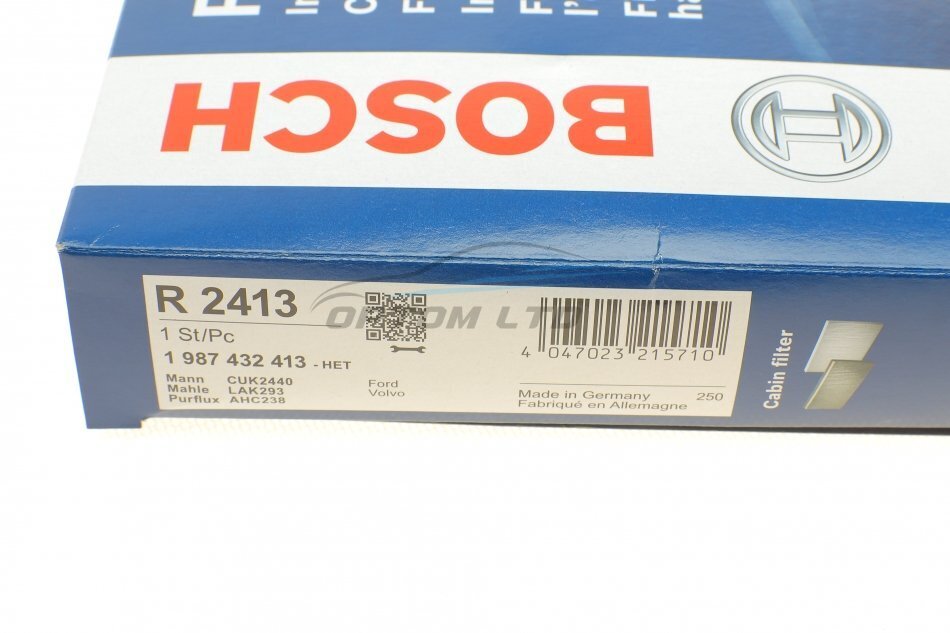 BOSCH
R 2413
1 St/Pc
1 987 432 413 - HET
Mann CUK2440
Mahle LAK293
Purflux AHC238
Ford
Volvo
4 047023 215710
Made in Germany
Fabriqué en Allemagne
250
Cabin filter